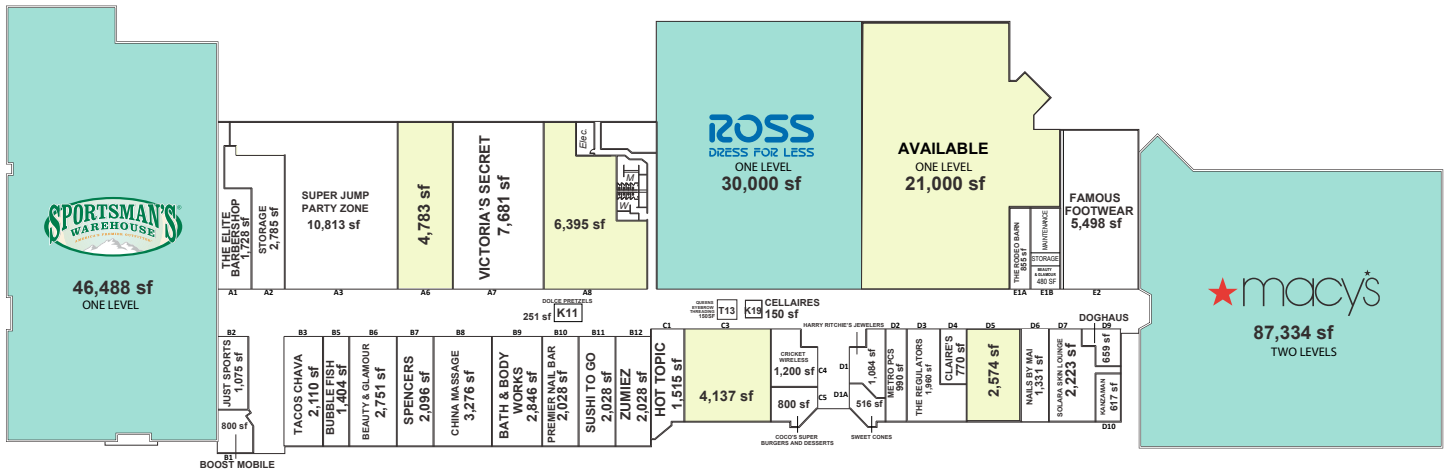 SPORTSMAN'S
WAREHOUSE
AMERICA'S PREMIER OUTFITTER
46,488 sf
ONE LEVEL
THE ELITE
BARBERSHOP
1,728 sf
STORAGE
2,785 sf
SUPER JUMP
PARTY ZONE
10,813 sf
4,783 sf
VICTORIA'S SECRET
7,681 sf
Elec.
M
W
6,395 sf
ROSS
DRESS FOR LESS
ONE LEVEL
30,000 sf
AVAILABLE
ONE LEVEL
21,000 sf
THE RODEO BARN
855 sf
MAINTENANCE
STORAGE
BEAUTY
& GLAMOUR
480 SF
FAMOUS
FOOTWEAR
5,498 sf
macy's
87,334 sf
TWO LEVELS
A1
A2
A3
A6
A7
A8
E1A
E1B
E2
DOLCE PRETZELS
251 sf
K11
QUEENS
EYEBROW
THREADING
150SF
T13
K19
CELLAIRES
150 sf
HARRY RITCHIE'S JEWELERS
DOGHAUS
B2
B3
B5
B6
B7
B8
B9
B10
B11
B12
C1
C3
D2
D3
D4
D5
D6
D7
D9
JUST SPORTS
1,075 sf
800 sf
B1
BOOST MOBILE
TACOS CHAVA
2,110 sf
BUBBLE FISH
1,404 sf
BEAUTY & GLAMOUR
2,751 sf
SPENCERS
2,096 sf
CHINA MASSAGE
3,276 sf
BATH & BODY
WORKS
2,846 sf
PREMIER NAIL BAR
2,028 sf
SUSHI TO GO
2,028 sf
ZUMIEZ
2,028 sf
HOT TOPIC
1,515 sf
4,137 sf
CRICKET
WIRELESS
1,200 sf
C4
C5
800 sf
COCO'S SUPER
BURGERS AND DESSERTS
D1
1,084 sf
D1A
516 sf
SWEET CONES
METRO PCS
990 sf
THE REGULATORS
1,960 sf
CLAIRE'S
770 sf
2,574 sf
NAILS BY MAI
1,331 sf
SOLARA SKIN LOUNGE
2,223 sf
659 sf
KANZAMAN
617 sf
D10